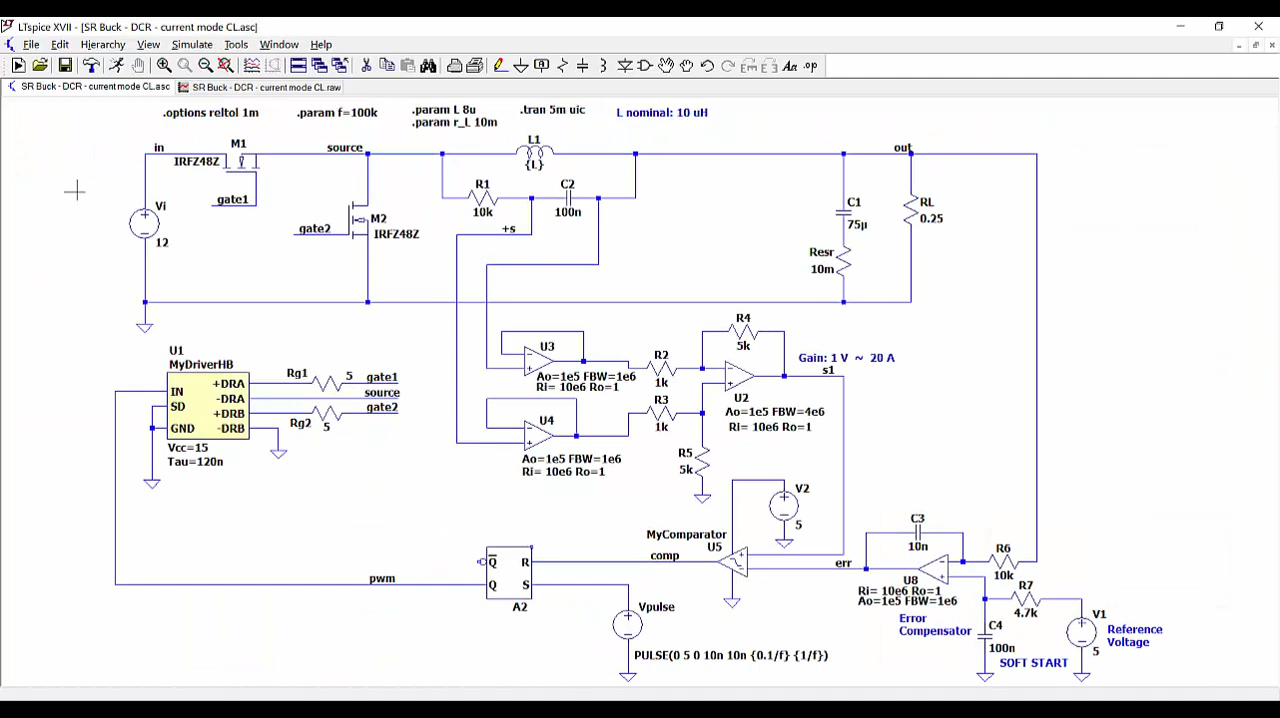 LTspice XVII - [SR Buck - DCR - current mode CL.asc]
File Edit Hierarchy View Simulate Tools Window Help
SR Buck - DCR - current mode CL.asc SR Buck - DCR - current mode CL.raw
.options reltol 1m .param f=100k .param L 8u .tran 5m uic L nominal: 10 uH
.param r_L 10m
in M1 source L1 out
IRFZ48Z {L}
gate1 R1 C2 C1 RL
10k 100n 75µ 0.25
Vi gate2 M2 +s
12 IRFZ48Z
Resr
10m
U1
MyDriverHB
IN +DRA Rg1 5 gate1
SD -DRA source
+DRB gate2
GND -DRB Rg2 5
Vcc=15
Tau=120n
U3 R2 R4
Ao=1e5 FBW=1e6 1k 5k
Ri= 10e6 Ro=1
Gain: 1 V ~ 20 A
s1
U2
Ao=1e5 FBW=4e6
Ri= 10e6 Ro=1
U4 R3
1k
Ao=1e5 FBW=1e6
Ri= 10e6 Ro=1
R5
5k
V2
5
MyComparator
U5
comp err
C3
10n
R6
10k
U8
Ri= 10e6 Ro=1
Ao=1e5 FBW=1e6
R7
4.7k
Error
Compensator
C4
100n
V1
5
Reference
Voltage
SOFT START
pwm
Q R
Q S
A2
Vpulse
PULSE(0 5 0 10n 10n {0.1/f} {1/f})